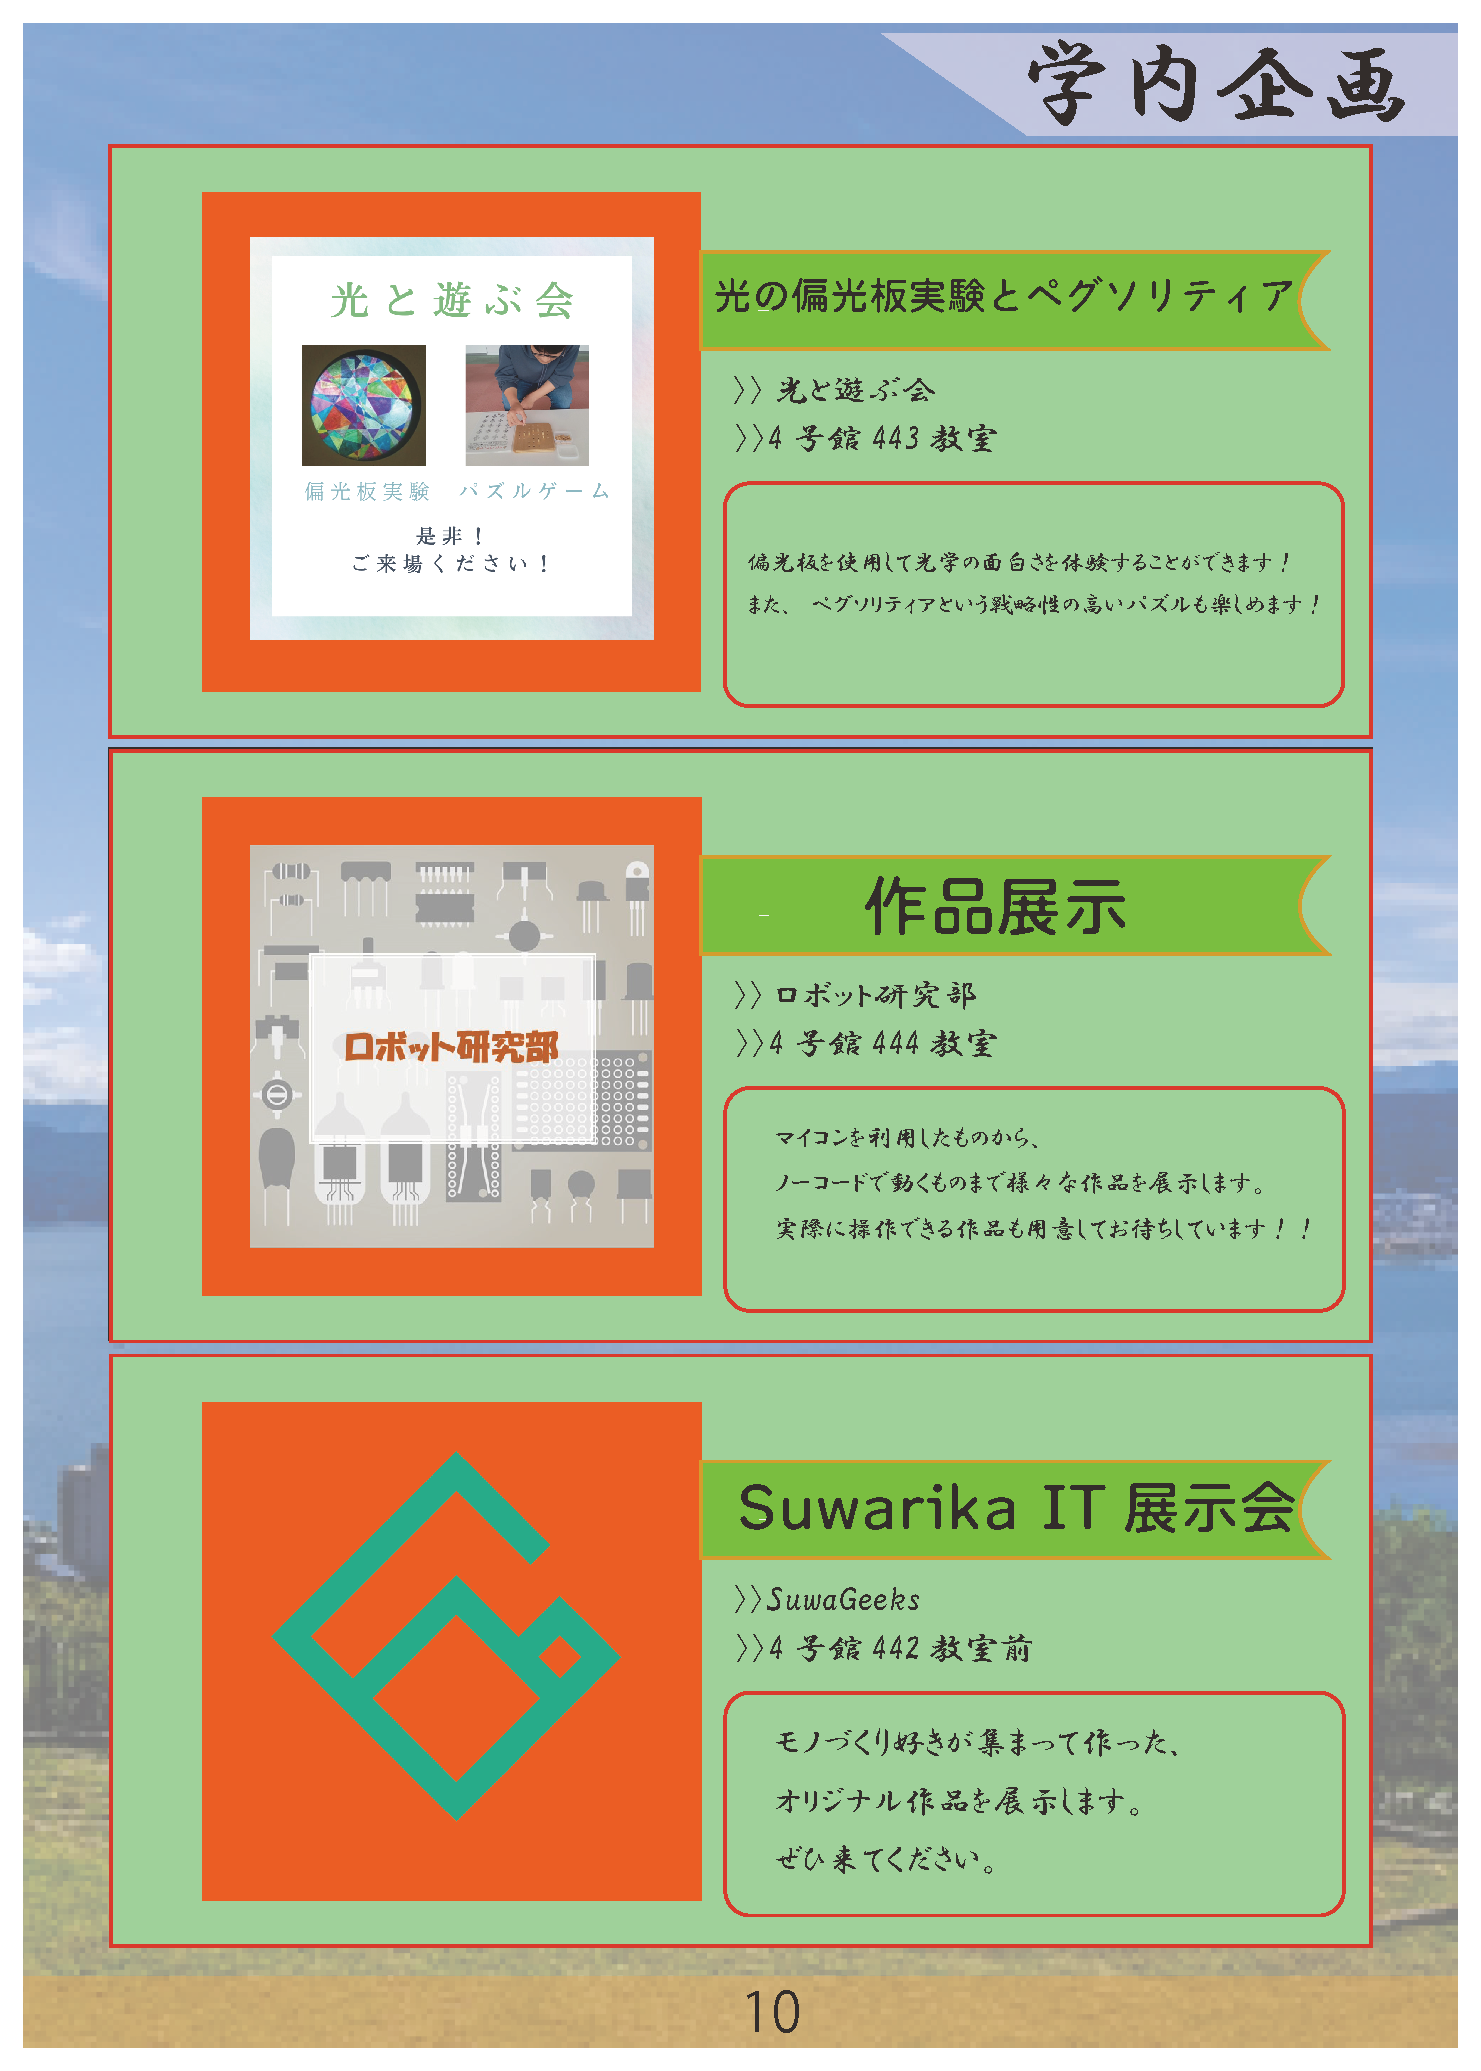 学内企画
光と遊ぶ会
偏光板実験 パズルゲーム
是非！
ご来場ください！
光の偏光板実験とペグソリティア
>> 光と遊ぶ会
>>4 号館 443 教室
偏光板を使用して光学の面白さを体験することができます！
また、 ペグソリティアという戦略性の高いパズルも楽しめます！
ロボット研究部
作品展示
>> ロボット研究部
>>4 号館 444 教室
マイコンを利用したものから、
ノーコードで動くものまで様々な作品を展示します。
実際に操作できる作品も用意してお待ちしています！！
Suwarika IT 展示会
>>SuwaGeeks
>>4 号館 442 教室前
モノづくり好きが集まって作った、
オリジナル作品を展示します。
ぜひ来てください。
10